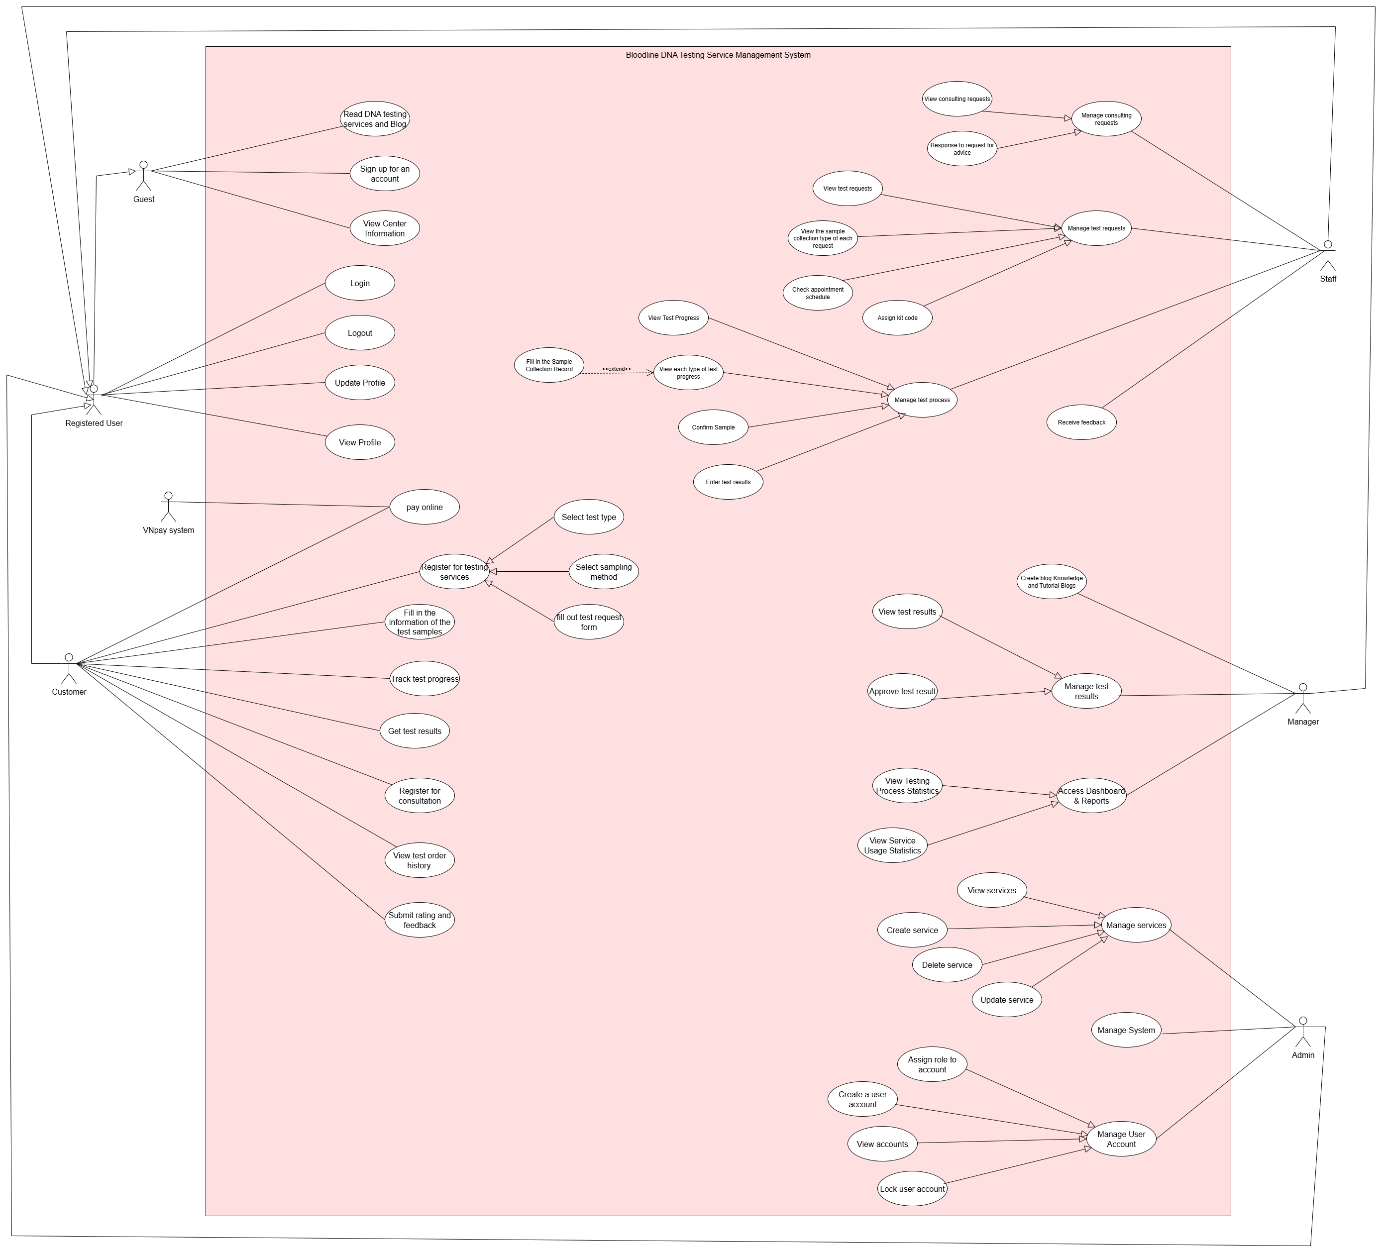 Bloodline DNA Testing Service Management System
View consulting requests
Manage consulting
requests
Read DNA testing
services and Blog
Response to request for
advice
Sign up for an
account
Guest
View test requests
View Center
Information
View the sample
collection type of each
request
Manage test requests
Staff
Login
Check appointment
schedule
Assign kit code
View Test Progress
Logout
Fill in the Sample
Collection Record
<<extend>>
View each type of test
progress
Update Profile
Manage test process
Registered User
Confirm Sample
Receive feedback
View Profile
Enter test results
pay online
VNpay system
Select test type
Register for testing
services
Select sampling
method
Create blog Knowledge
and Tutorial Blogs
Fill in the
information of the
test samples
fill out test request
form
View test results
Customer
Track test progress
Approve test result
Manage test
results
Manager
Get test results
Register for
consultation
View Testing
Process Statistics
Access Dashboard
& Reports
View Service
Usage Statistics
View test order
history
View services
Submit rating and
feedback
Create service
Manage services
Delete service
Update service
Manage System
Admin
Assign role to
account
Create a user
account
View accounts
Manage User
Account
Lock user account